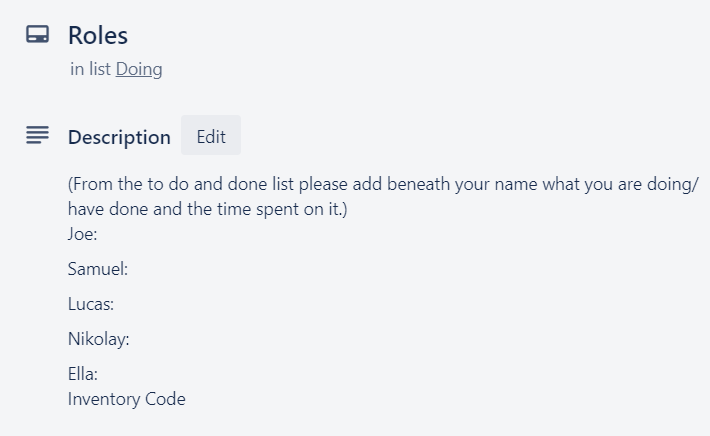 Roles
in list Doing
Description Edit
(From the to do and done list please add beneath your name what you are doing/
have done and the time spent on it.)
Joe:
Samuel:
Lucas:
Nikolay:
Ella:
Inventory Code